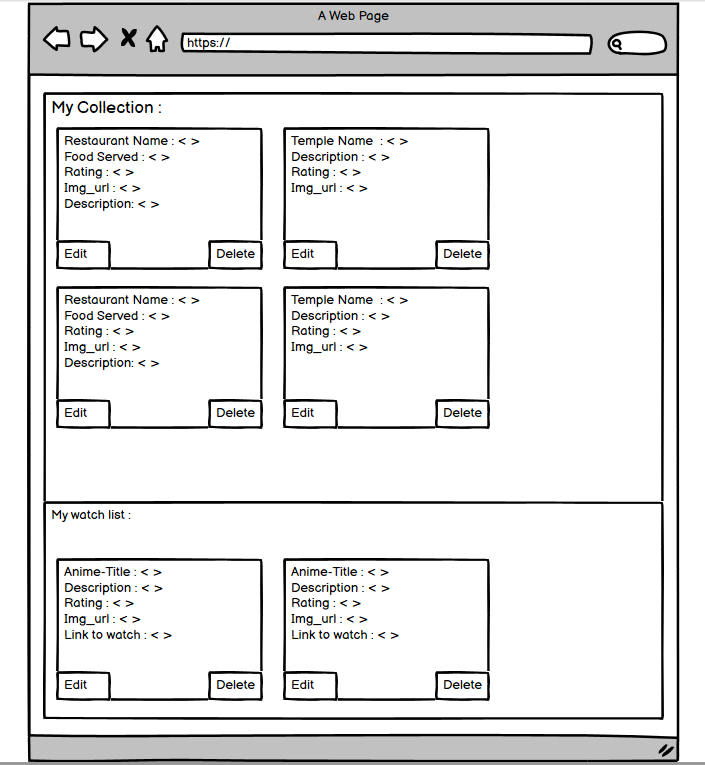 A Web Page
https://
My Collection :
Restaurant Name : < >
Food Served : < >
Rating : < >
Img_url : < >
Description: < >
Edit
Delete
Temple Name : < >
Description : < >
Rating : < >
Img_url : < >
Edit
Delete
Restaurant Name : < >
Food Served : < >
Rating : < >
Img_url : < >
Description: < >
Edit
Delete
Temple Name : < >
Description : < >
Rating : < >
Img_url : < >
Edit
Delete
My watch list :
Anime-Title : < >
Description : < >
Rating : < >
Img_url : < >
Link to watch : < >
Edit
Delete
Anime-Title : < >
Description : < >
Rating : < >
Img_url : < >
Link to watch : < >
Edit
Delete